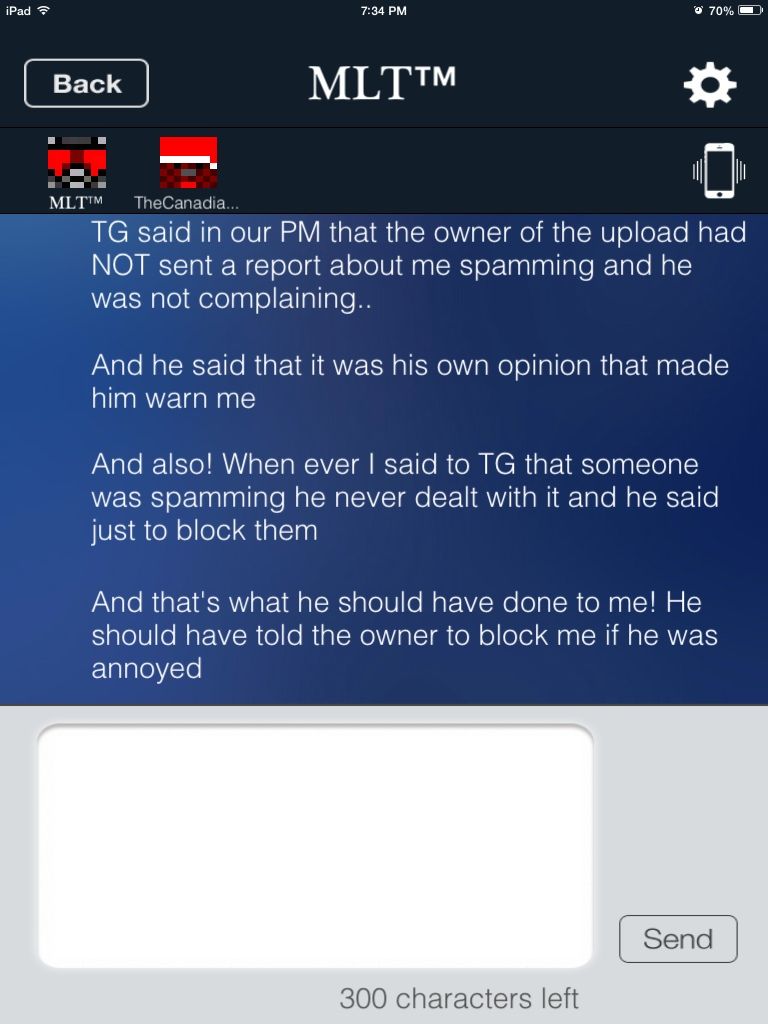 iPad 7:34 PM 70%
Back MLT™
MLT™ TheCanadia...
TG said in our PM that the owner of the upload had
NOT sent a report about me spamming and he
was not complaining..
And he said that it was his own opinion that made
him warn me
And also! When ever I said to TG that someone
was spamming he never dealt with it and he said
just to block them
And that's what he should have done to me! He
should have told the owner to block me if he was
annoyed
Send
300 characters left